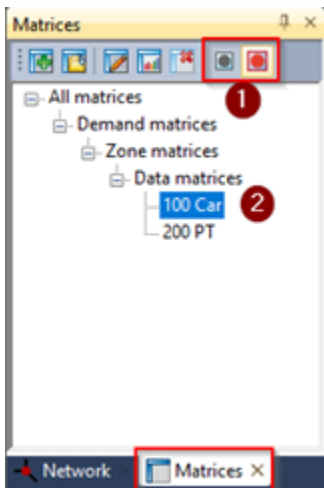 Matrices
1
All matrices
Demand matrices
Zone matrices
Data matrices
100 Car
2
200 PT
Network
Matrices